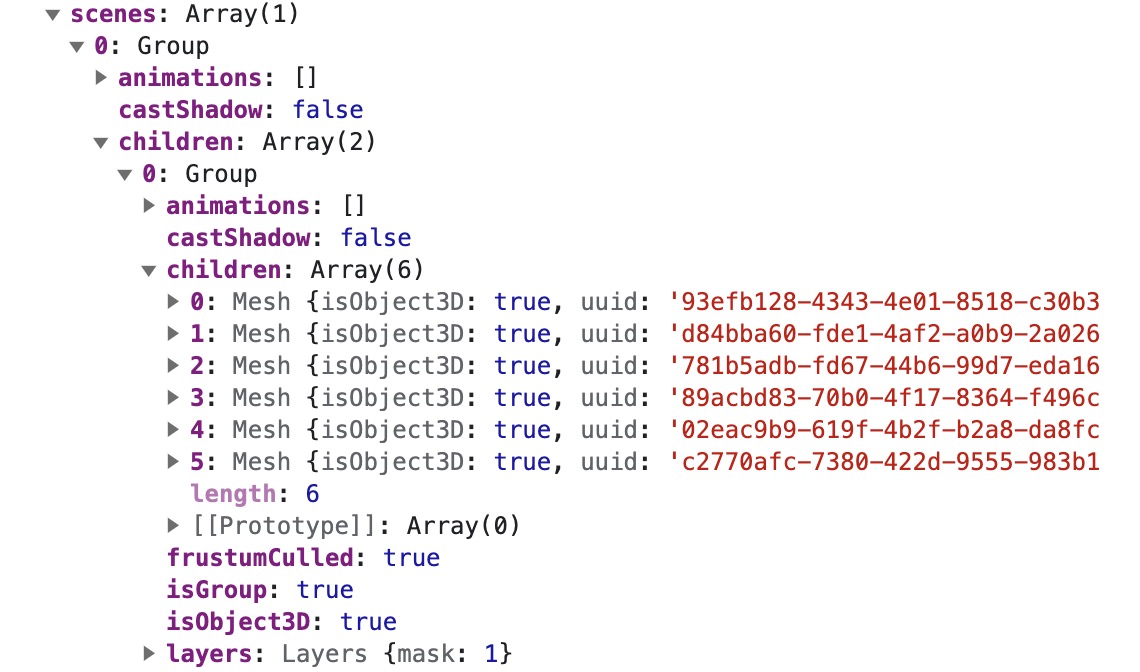 scenes: Array(1)
0: Group
animations: []
castShadow: false
children: Array(2)
0: Group
animations: []
castShadow: false
children: Array(6)
0: Mesh {isObject3D: true, uuid: '93efb128-4343-4e01-8518-c30b3
1: Mesh {isObject3D: true, uuid: 'd84bba60-fde1-4af2-a0b9-2a026
2: Mesh {isObject3D: true, uuid: '781b5adb-fd67-44b6-99d7-eda16
3: Mesh {isObject3D: true, uuid: '89acbd83-70b0-4f17-8364-f496c
4: Mesh {isObject3D: true, uuid: '02eac9b9-619f-4b2f-b2a8-da8fc
5: Mesh {isObject3D: true, uuid: 'c2770afc-7380-422d-9555-983b1
length: 6
[[Prototype]]: Array(0)
frustumCulled: true
isGroup: true
isObject3D: true
layers: Layers {mask: 1}